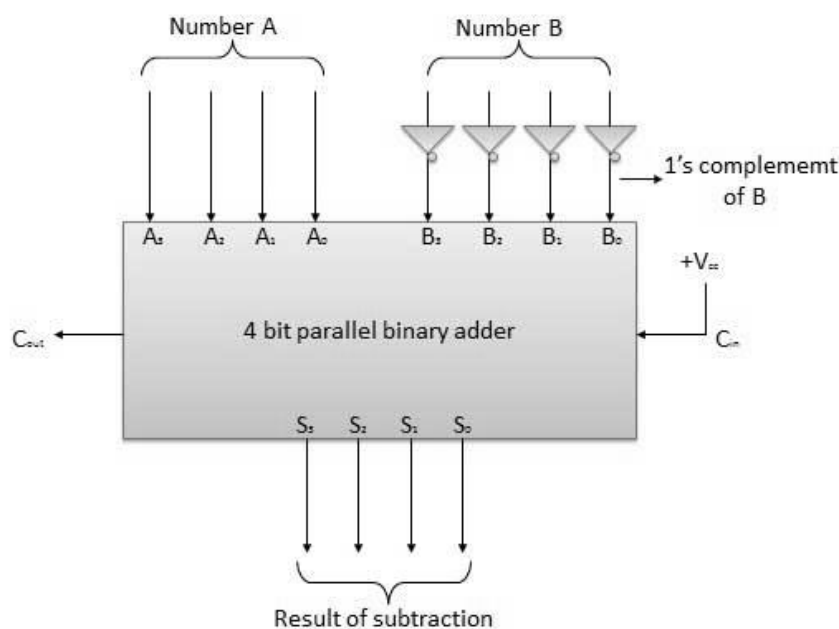 Number A
Number B
1's complememt
of B
A₃ A₂ A₁ A₀ B₃ B₂ B₁ B₀
+Vcc
4 bit parallel binary adder
Cout
Cin
S₃ S₂ S₁ S₀
Result of subtraction